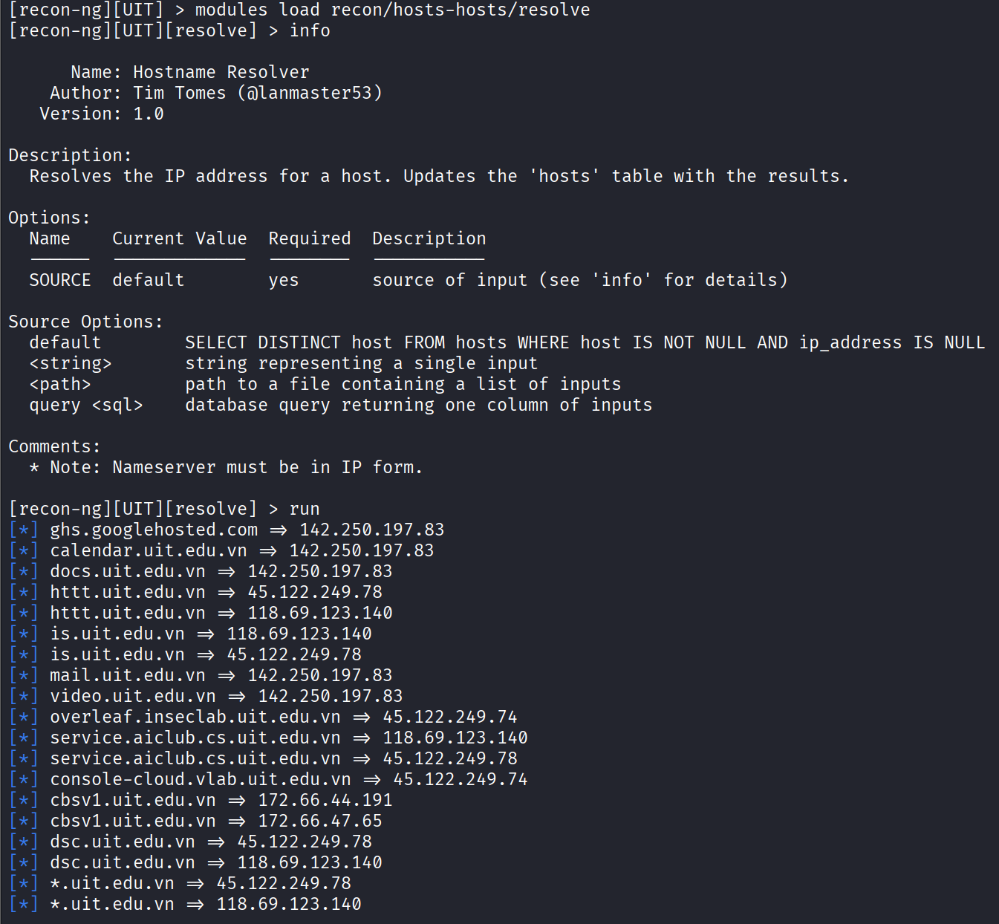 [recon-ng][UIT] > modules load recon/hosts-hosts/resolve
[recon-ng][UIT][resolve] > info
Name: Hostname Resolver
Author: Tim Tomes (@lanmaster53)
Version: 1.0
Description:
Resolves the IP address for a host. Updates the 'hosts' table with the results.
Options:
Name Current Value Required Description
------ ------------- -------- -----------
SOURCE default yes source of input (see 'info' for details)
Source Options:
default SELECT DISTINCT host FROM hosts WHERE host IS NOT NULL AND ip_address IS NULL
<string> string representing a single input
<path> path to a file containing a list of inputs
query <sql> database query returning one column of inputs
Comments:
* Note: Nameserver must be in IP form.
[recon-ng][UIT][resolve] > run
[*] ghs.googlehosted.com => 142.250.197.83
[*] calendar.uit.edu.vn => 142.250.197.83
[*] docs.uit.edu.vn => 142.250.197.83
[*] httt.uit.edu.vn => 45.122.249.78
[*] httt.uit.edu.vn => 118.69.123.140
[*] is.uit.edu.vn => 118.69.123.140
[*] is.uit.edu.vn => 45.122.249.78
[*] mail.uit.edu.vn => 142.250.197.83
[*] video.uit.edu.vn => 142.250.197.83
[*] overleaf.inseclab.uit.edu.vn => 45.122.249.74
[*] service.aiclub.cs.uit.edu.vn => 118.69.123.140
[*] service.aiclub.cs.uit.edu.vn => 45.122.249.78
[*] console-cloud.vlab.uit.edu.vn => 45.122.249.74
[*] cbsv1.uit.edu.vn => 172.66.44.191
[*] cbsv1.uit.edu.vn => 172.66.47.65
[*] dsc.uit.edu.vn => 45.122.249.78
[*] dsc.uit.edu.vn => 118.69.123.140
[*] *.uit.edu.vn => 45.122.249.78
[*] *.uit.edu.vn => 118.69.123.140